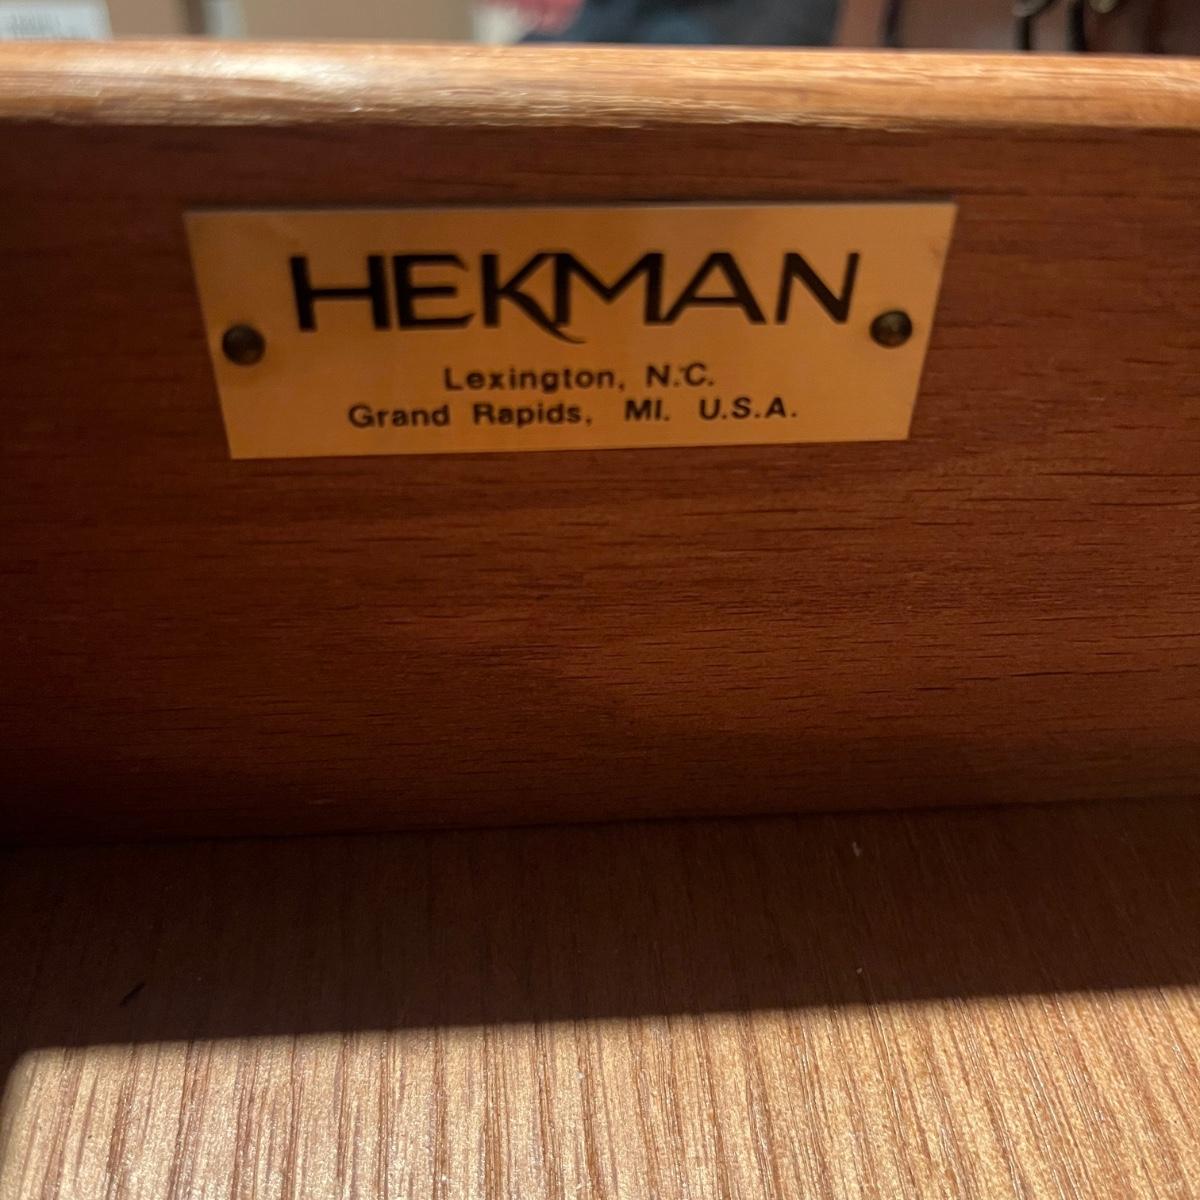 HEKMAN
Lexington, N.C.
Grand Rapids, MI. U.S.A.